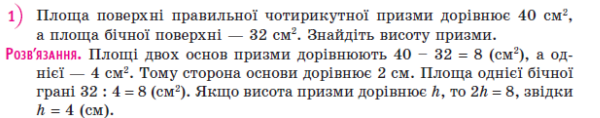 1) Площа поверхні правильної чотирикутної призми дорівнює 40 см²,
а площа бічної поверхні — 32 см². Знайдіть висоту призми.
Розв'язання. Площі двох основ призми дорівнюють 40 − 32 = 8 (см²), а од-
нієї — 4 см². Тому сторона основи дорівнює 2 см. Площа однієї бічної
грані 32 : 4 = 8 (см²). Якщо висота призми дорівнює h, то 2h = 8, звідки
h = 4 (см).